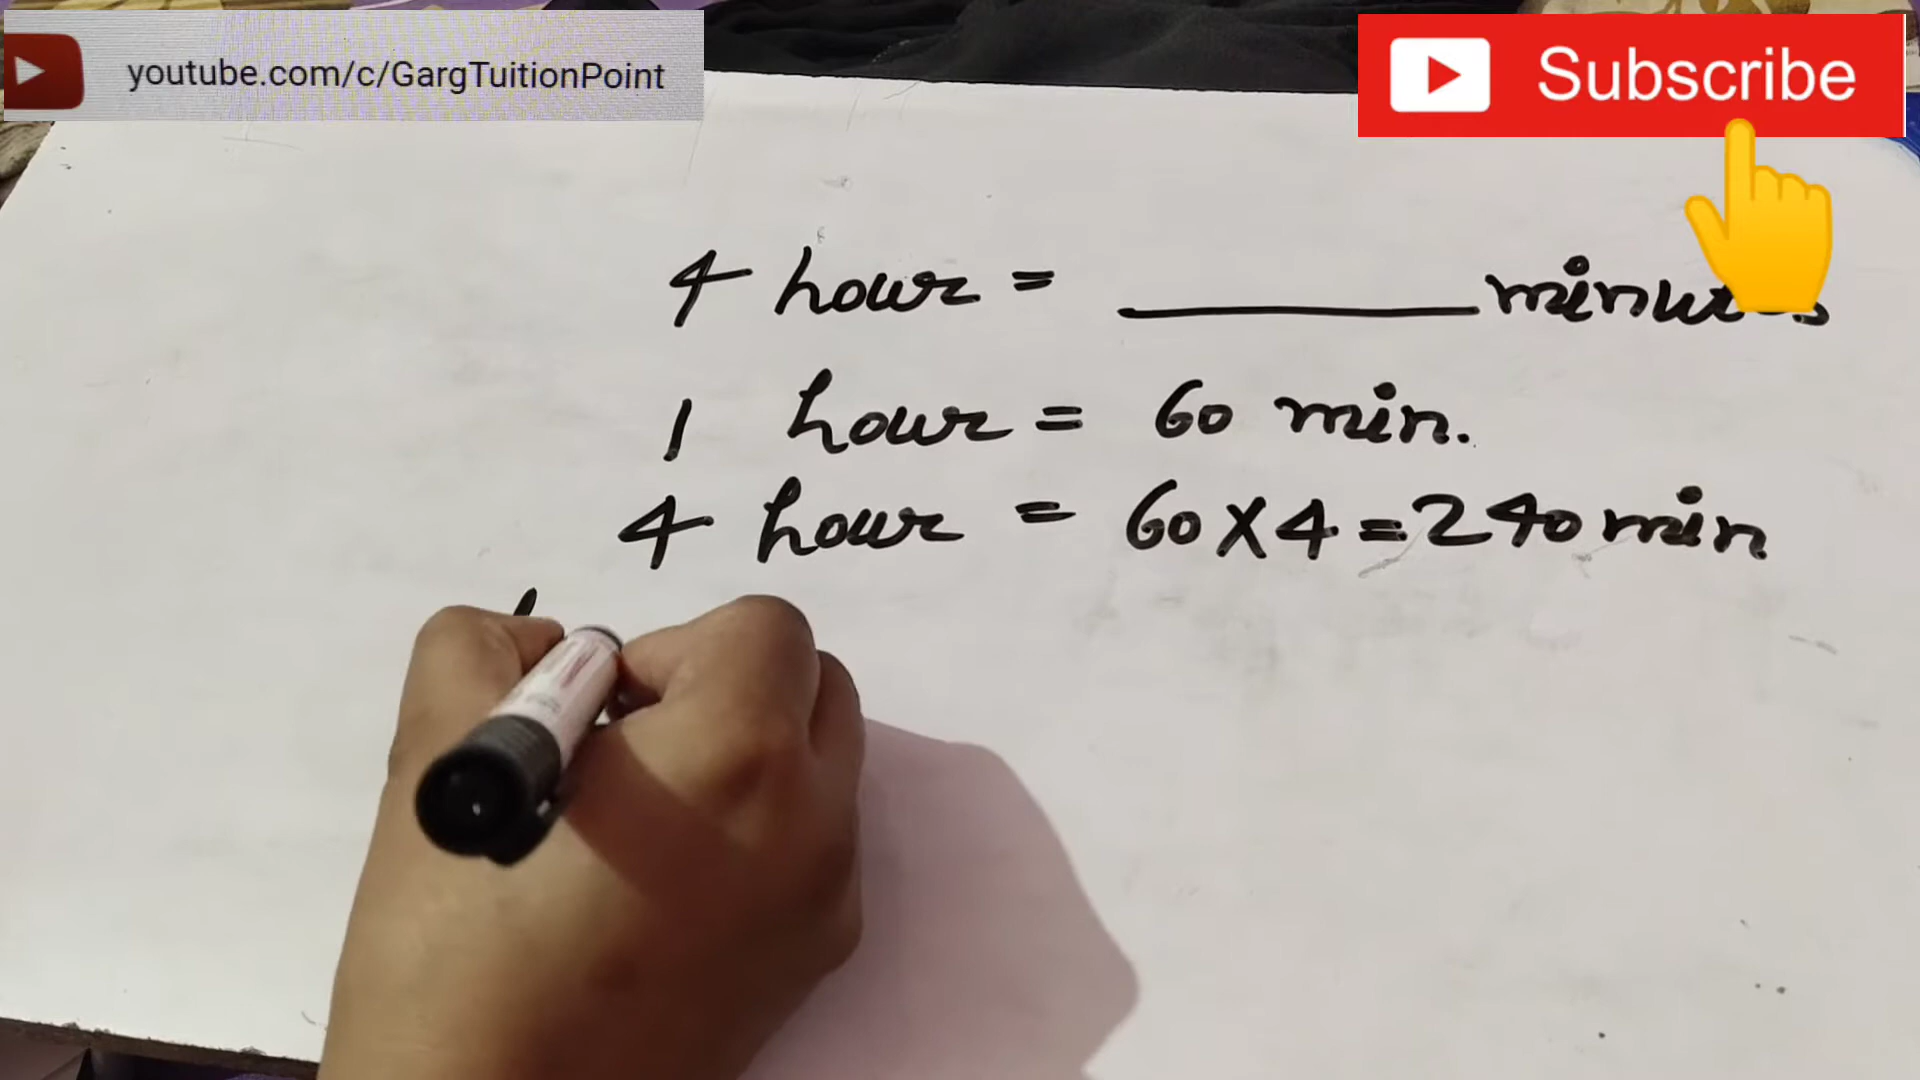 youtube.com/c/GargTuitionPoint
Subscribe
4 hour = ________ minutes
1 hour = 60 min.
4 hour = 60 X 4 = 240 min